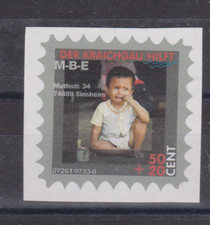 DER KRAICHGAU HILFT
M-B-E
Muthstr. 34
74889 Sinsheim
07261/9733-0
50
+ 20
CENT